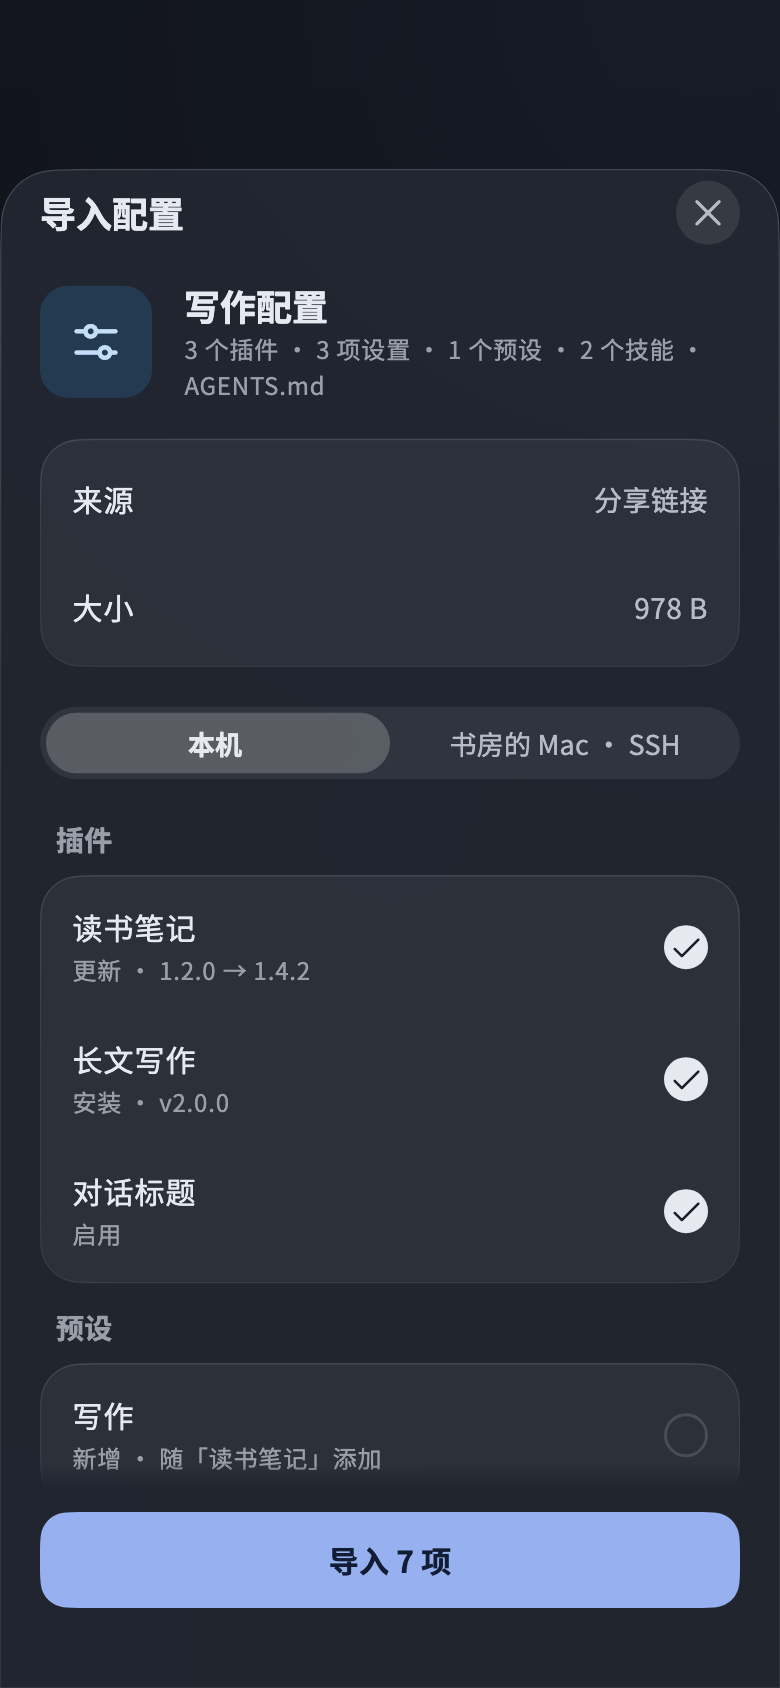 导入配置
写作配置
3 个插件 • 3 项设置 • 1 个预设 • 2 个技能 •
AGENTS.md
来源
分享链接
大小
978 B
本机
书房的 Mac • SSH
插件
读书笔记
更新 • 1.2.0 → 1.4.2
长文写作
安装 • v2.0.0
对话标题
启用
预设
写作
新增 • 随「读书笔记」添加
导入 7 项